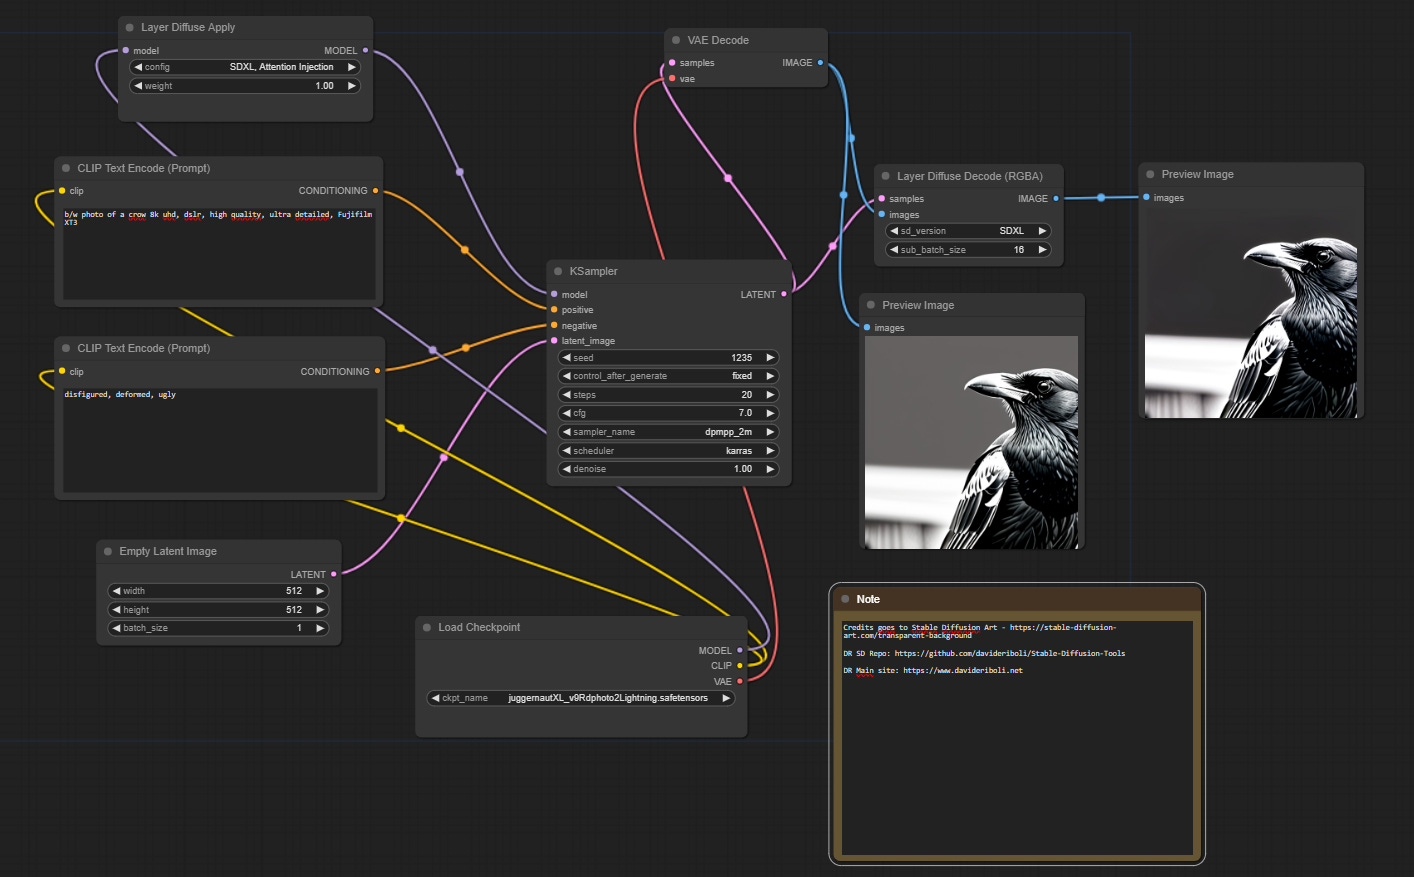 Layer Diffuse Apply
model MODEL
config SDXL, Attention Injection
weight 1.00
CLIP Text Encode (Prompt)
clip CONDITIONING
b/w photo of a crow 8k uhd, dslr, high quality, ultra detailed, Fujifilm
XT3
CLIP Text Encode (Prompt)
clip CONDITIONING
disfigured, deformed, ugly
Empty Latent Image
LATENT
width 512
height 512
batch_size 1
Load Checkpoint
MODEL
CLIP
VAE
ckpt_name juggernautXL_v9Rdphoto2Lightning.safetensors
KSampler
model LATENT
positive
negative
latent_image
seed 1235
control_after_generate fixed
steps 20
cfg 7.0
sampler_name dpmpp_2m
scheduler karras
denoise 1.00
VAE Decode
samples IMAGE
vae
Layer Diffuse Decode (RGBA)
samples IMAGE
images
sd_version SDXL
sub_batch_size 16
Preview Image
images
Preview Image
images
Note
Credits goes to Stable Diffusion Art - https://stable-diffusion-
art.com/transparent-background
DR SD Repo: https://github.com/davideriboli/Stable-Diffusion-Tools
DR Main site: https://www.davideriboli.net